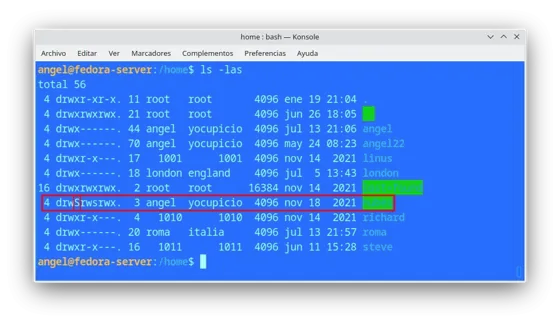 home : bash — Konsole
Archivo Editar Ver Marcadores Complementos Preferencias Ayuda
angel@fedora-server:/home$ ls -las
total 56
4 drwxr-xr-x. 11 root root 4096 ene 19 21:04 .
4 drwxrwxrwx. 21 root root 4096 jun 26 18:05
4 drwx------. 44 angel yocupicio 4096 jul 13 21:06 angel
4 drwx------. 70 angel yocupicio 4096 may 24 08:23 angel22
4 drwxr-x---. 17 1001 1001 4096 nov 14 2021 linus
4 drwx------. 18 london england 4096 jul 5 13:43 london
16 drwxrwxrwx. 2 root root 16384 nov 14 2021
4 drwSrwsrwx. 3 angel yocupicio 4096 nov 18 2021
4 drwxr-x---. 4 1010 1010 4096 nov 14 2021 richard
4 drwx------. 20 roma italia 4096 jul 13 21:57 roma
4 drwxr-x---. 16 1011 1011 4096 jun 11 15:28 steve
angel@fedora-server:/home$